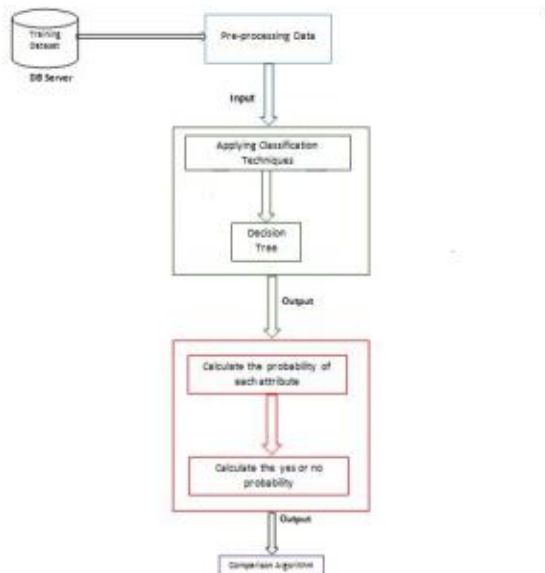 Training
Dataset
DB Server
Pre-processing Data
Input
Applying Classification
Techniques
Decision
Tree
Output
Calculate the probability of
each attribute
Calculate the yes or no
probability
Output
Comparison Algorithm